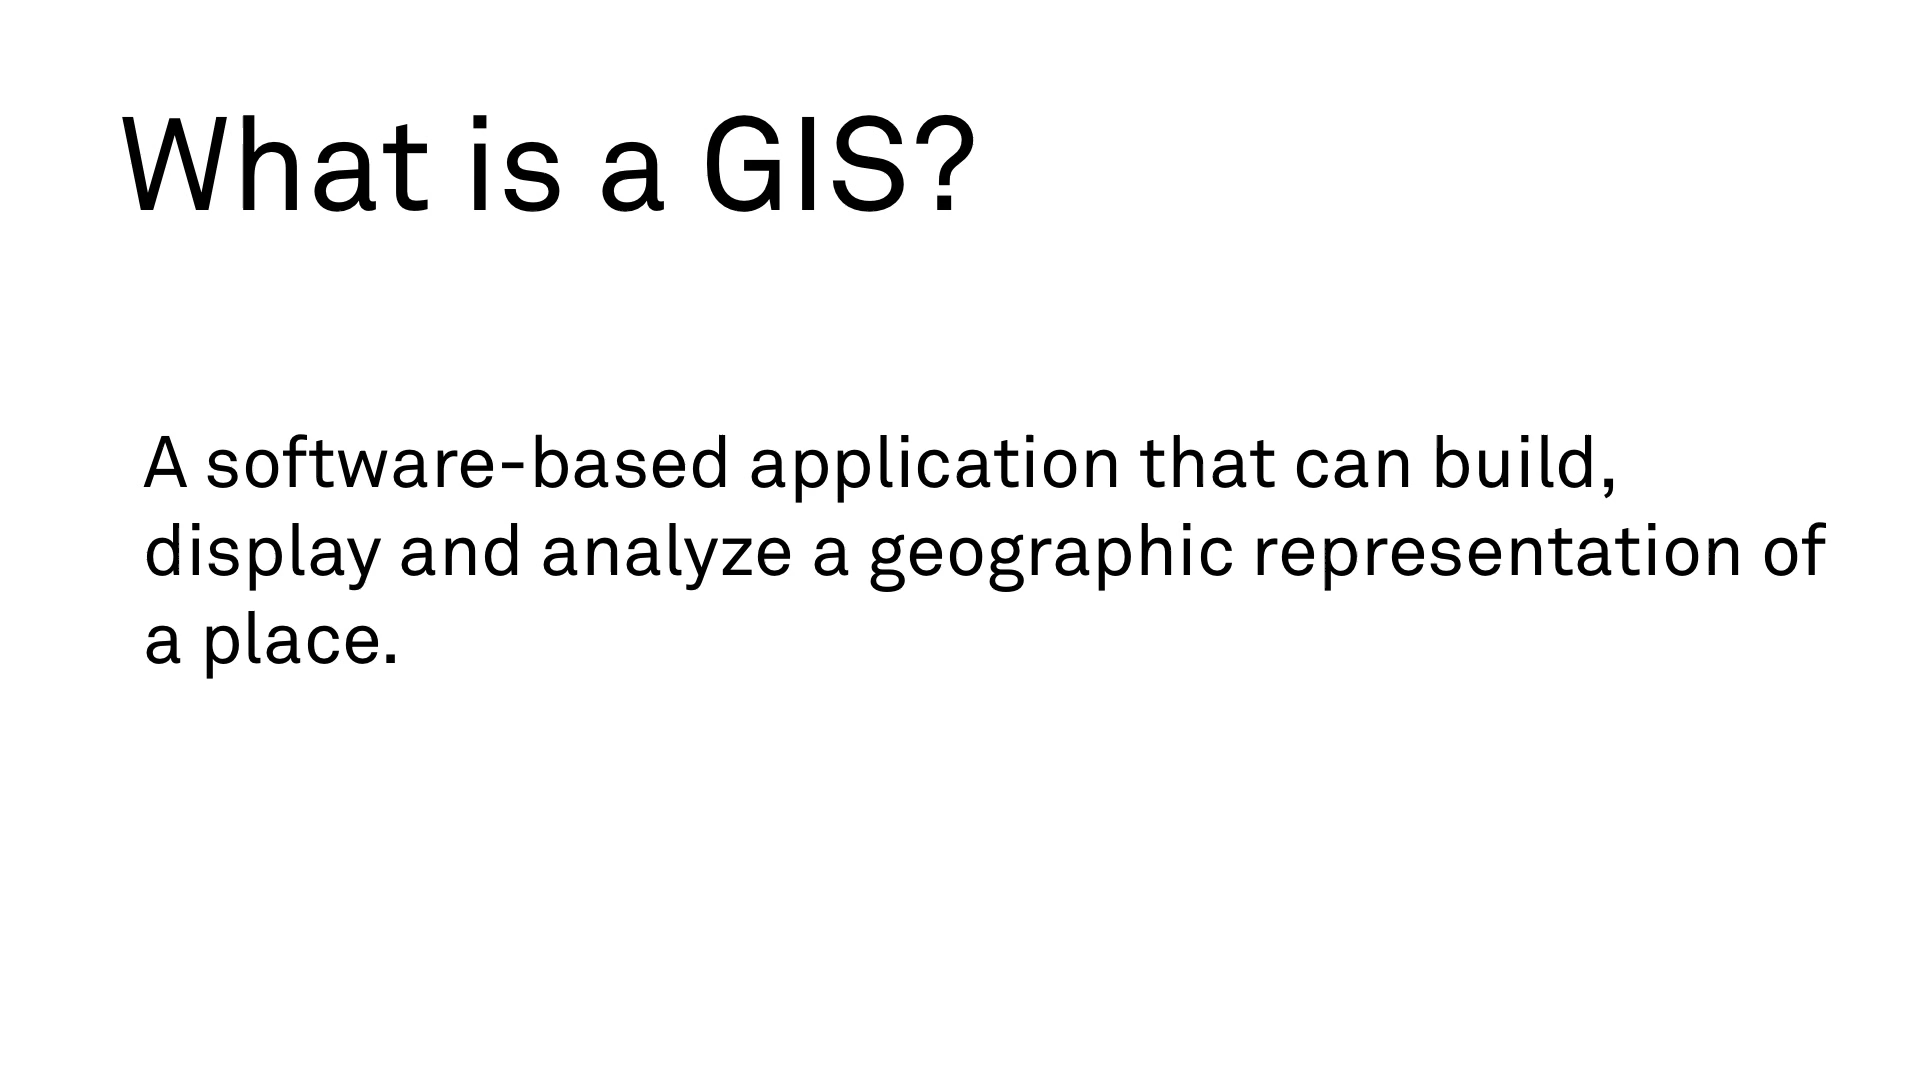 What is a GIS?
A software-based application that can build,
display and analyze a geographic representation of
a place.